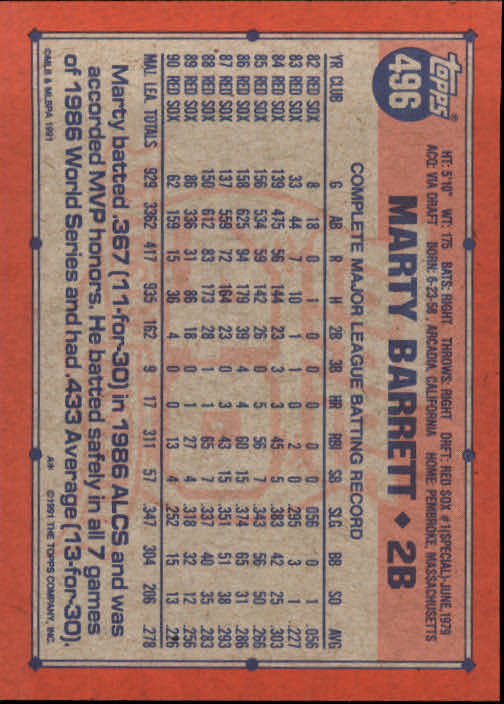 topps®
496
MARTY BARRETT ◆ 2B
HT: 5'10" WT: 175 BATS: RIGHT THROWS: RIGHT DRAFT: RED SOX #1(SPECIAL)-JUNE, 1979
ACQ: VIA DRAFT BORN: 6-23-58, ARCADIA, CALIFORNIA HOME: PEMBROKE, MASSACHUSETTS
COMPLETE MAJOR LEAGUE BATTING RECORD
YR CLUB G AB R H 2B 3B HR RBI SB SLG BB SO AVG
82 RED SOX 8 18 0 1 0 0 0 0 0 .056 0 1 .056
83 RED SOX 33 44 7 10 1 1 0 2 0 .295 3 1 .227
84 RED SOX 139 475 56 144 23 1 3 45 5 .383 42 25 .303
85 RED SOX 156 534 59 142 26 0 5 56 7 .343 56 50 .266
86 RED SOX 158 625 94 179 39 4 4 60 15 .374 65 31 .286
87 RED SOX 137 559 72 164 23 0 3 43 15 .351 51 38 .293
88 RED SOX 150 612 83 173 28 1 1 65 7 .337 40 35 .283
89 RED SOX 86 336 31 86 18 0 1 27 4 .318 32 12 .256
90 RED SOX 62 159 15 36 4 0 0 13 4 .252 15 13 .226
MAJ. LEA. TOTALS 929 3362 417 935 162 9 17 311 57 .347 304 206 .278
Marty batted .367 (11-for-30) in 1986 ALCS and was
accorded MVP honors. He batted safely in all 7 games
of 1986 World Series and had .433 Average (13-for-30).
©MLB & MLBPA 1991
A* ©1991 THE TOPPS COMPANY, INC.